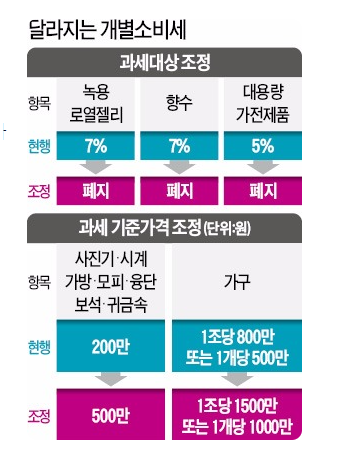 달라지는 개별소비세
과세대상 조정
항목
녹용
로열젤리
향수
대용량
가전제품
현행
7%
7%
5%
조정
폐지
폐지
폐지
과세 기준가격 조정(단위:원)
항목
사진기·시계
가방·모피·융단
보석·귀금속
가구
현행
200만
1조당 800만
또는 1개당 500만
조정
500만
1조당 1500만
또는 1개당 1000만